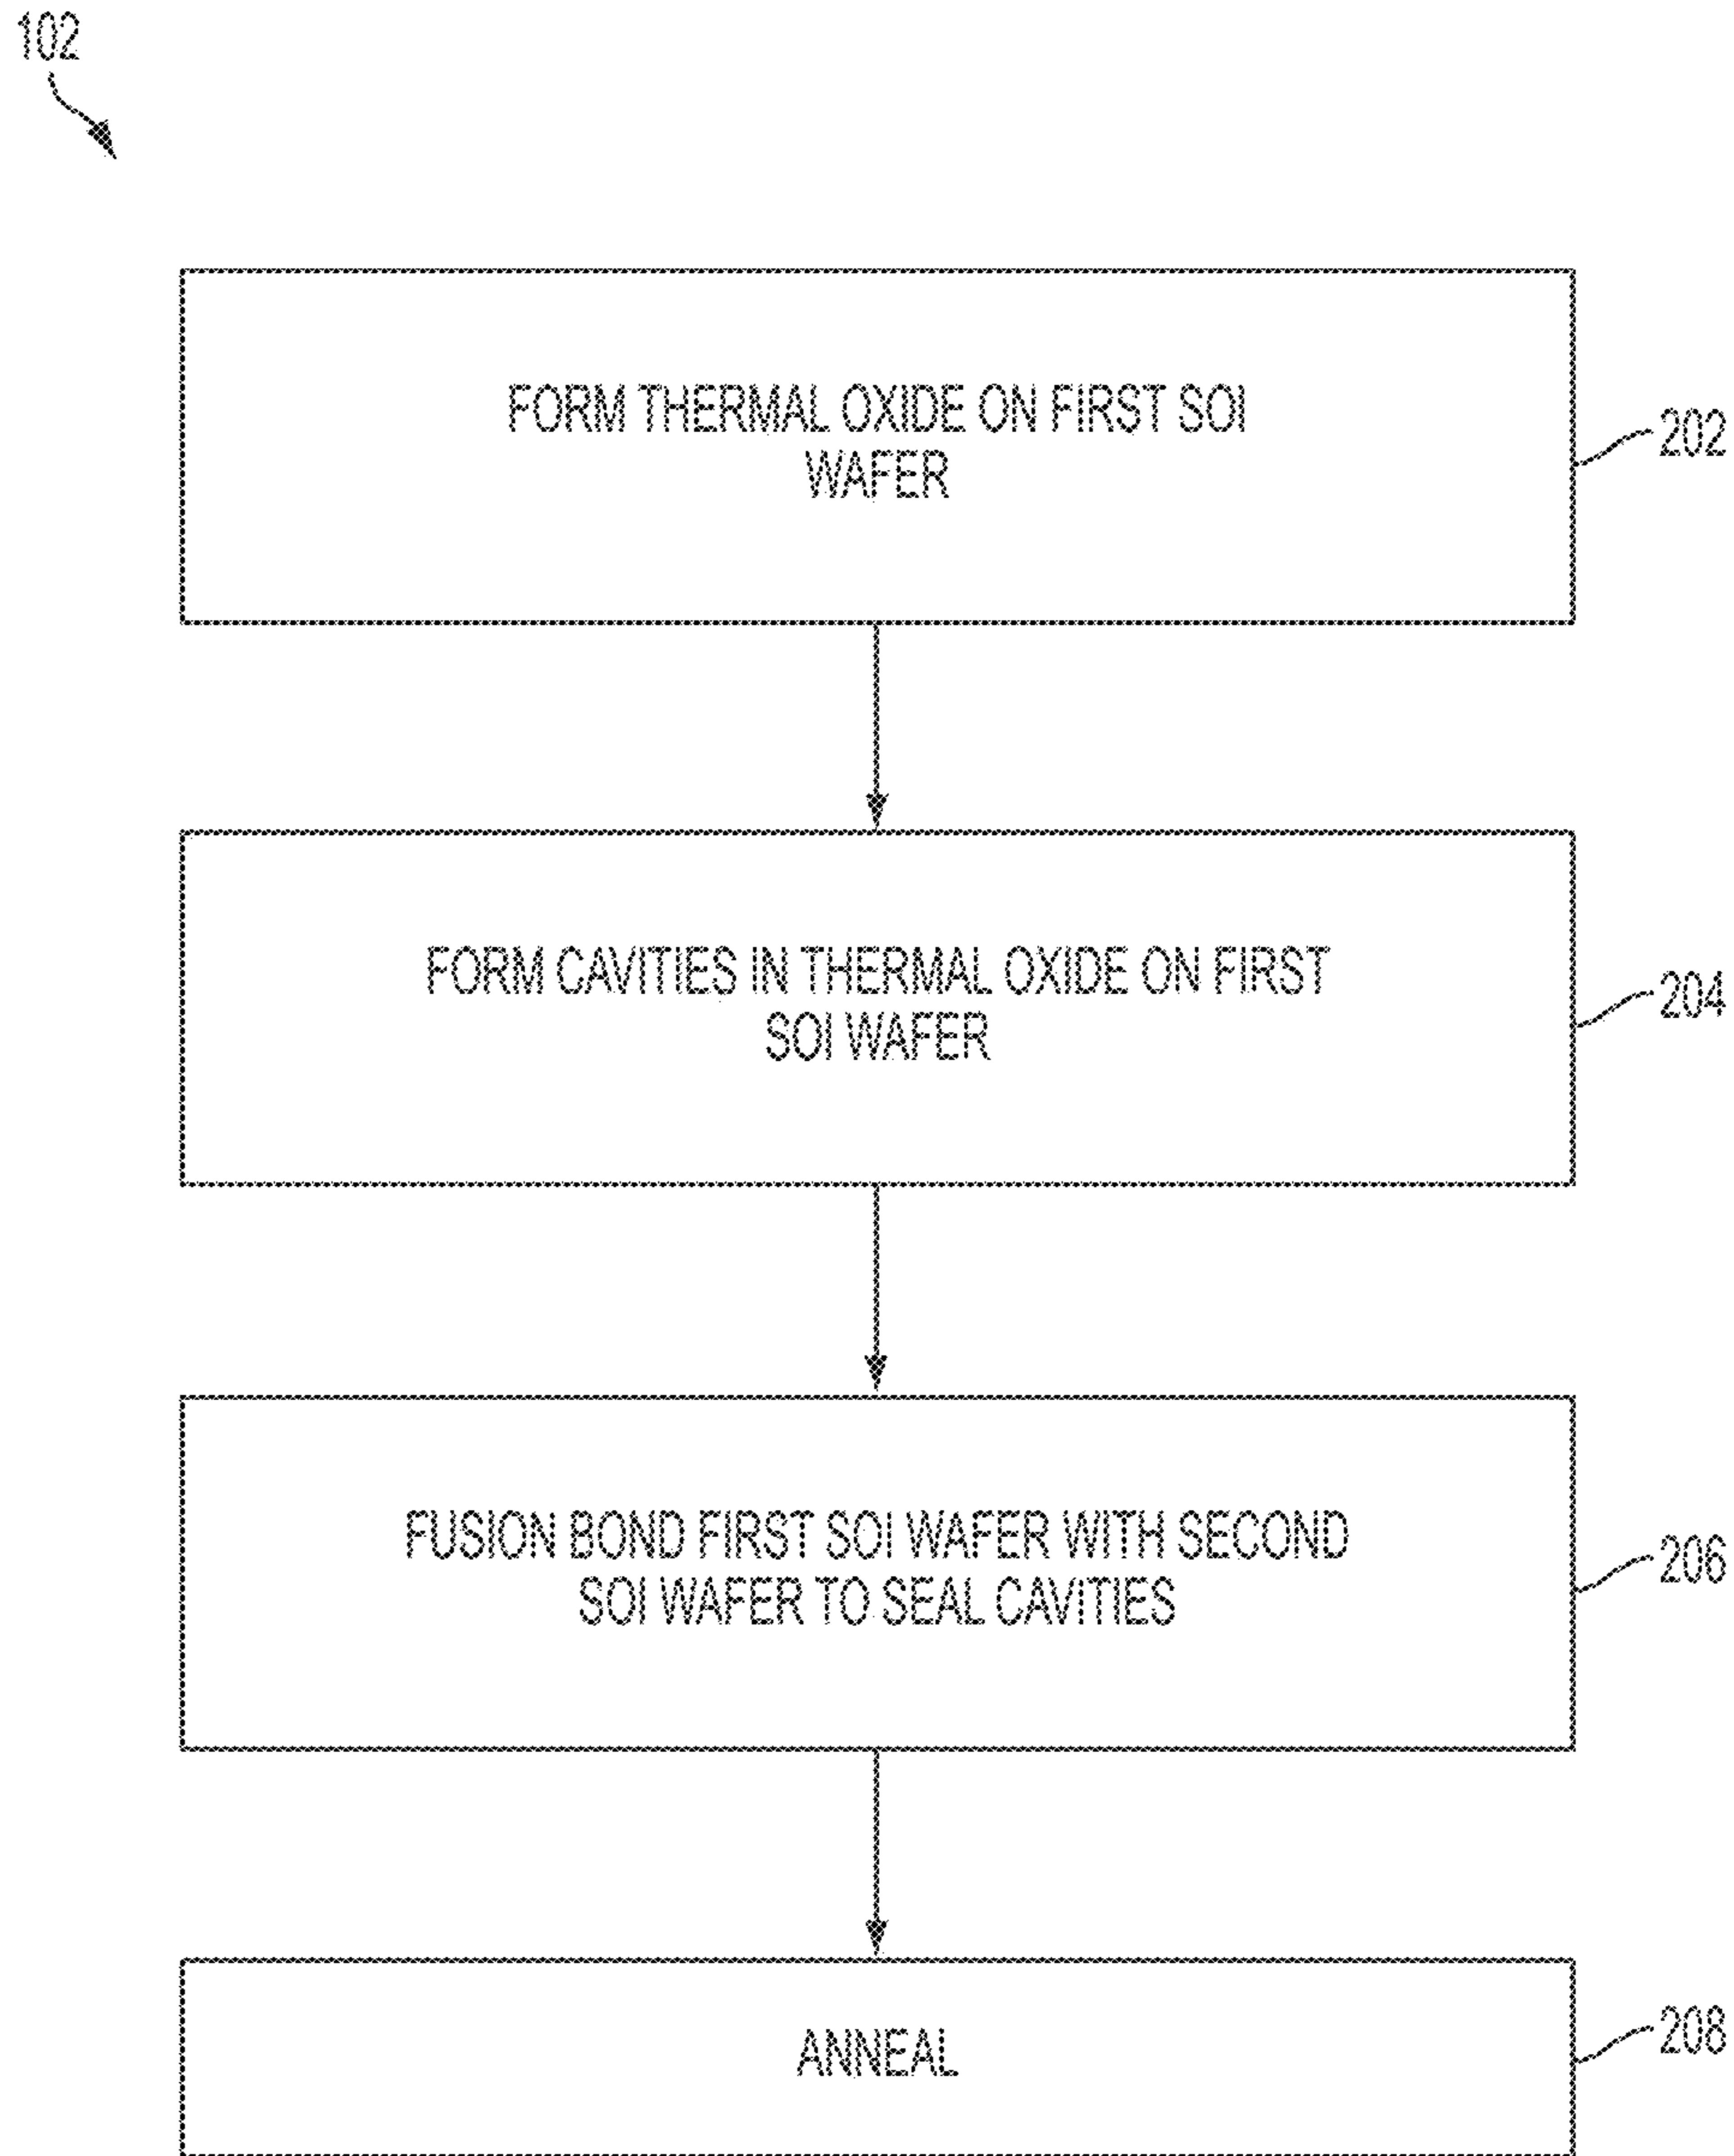 102
FORM THERMAL OXIDE ON FIRST SOI
WAFER
202
FORM CAVITIES IN THERMAL OXIDE ON FIRST
SOI WAFER
204
FUSION BOND FIRST SOI WAFER WITH SECOND
SOI WAFER TO SEAL CAVITIES
206
ANNEAL
208